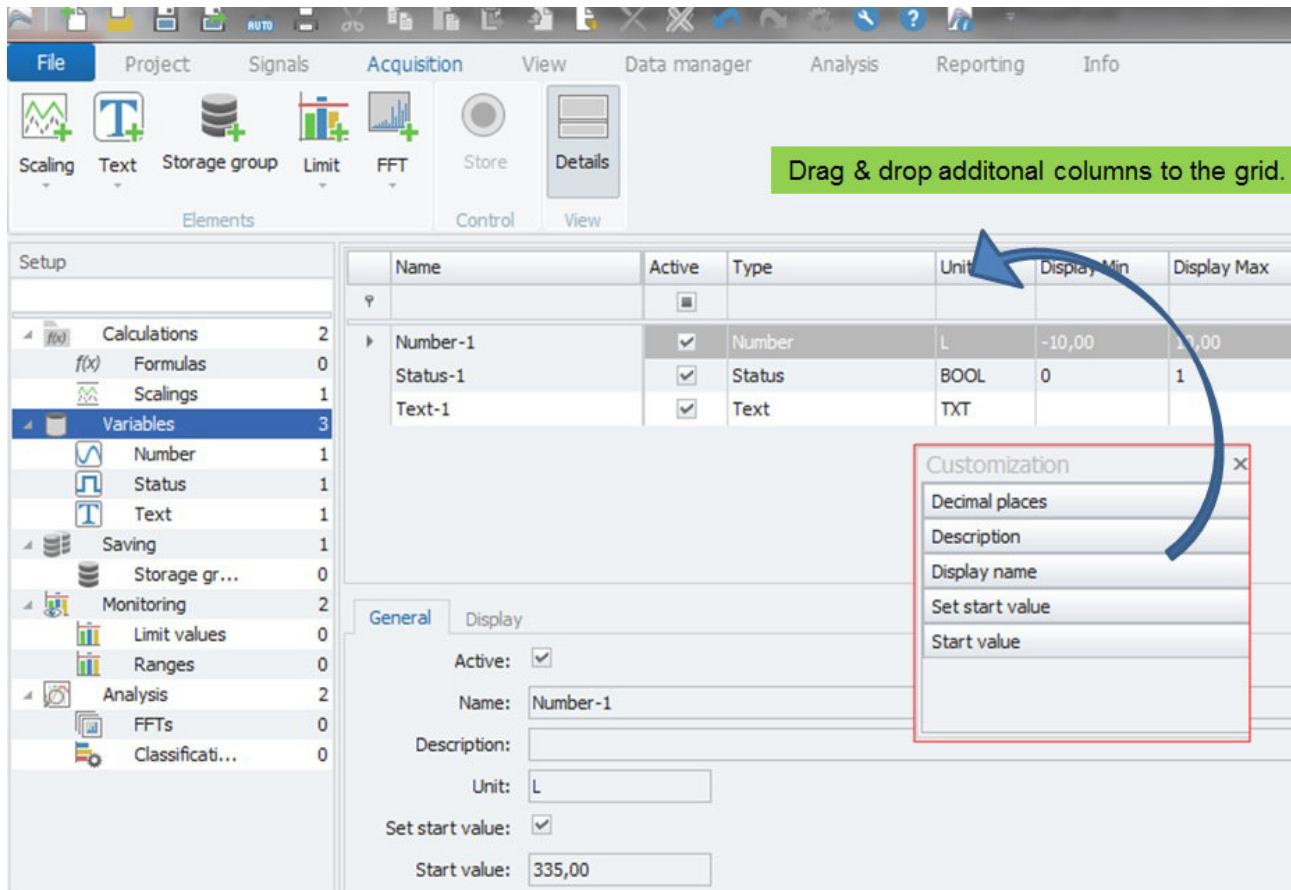 AUTO
File Project Signals Acquisition View Data manager Analysis Reporting Info
Scaling Text Storage group Limit FFT Store Details
Elements Control View
Drag & drop additonal columns to the grid.
Setup
Name Active Type Unit Display Min Display Max
Calculations 2
f(x) Formulas 0
Scalings 1
Variables 3
Number 1
Status 1
Text 1
Saving 1
Storage gr... 0
Monitoring 2
Limit values 0
Ranges 0
Analysis 2
FFTs 0
Classificati... 0
Number-1 Number L -10,00 10,00
Status-1 Status BOOL 0 1
Text-1 Text TXT
Customization
Decimal places
Description
Display name
Set start value
Start value
General Display
Active:
Name: Number-1
Description:
Unit: L
Set start value:
Start value: 335,00